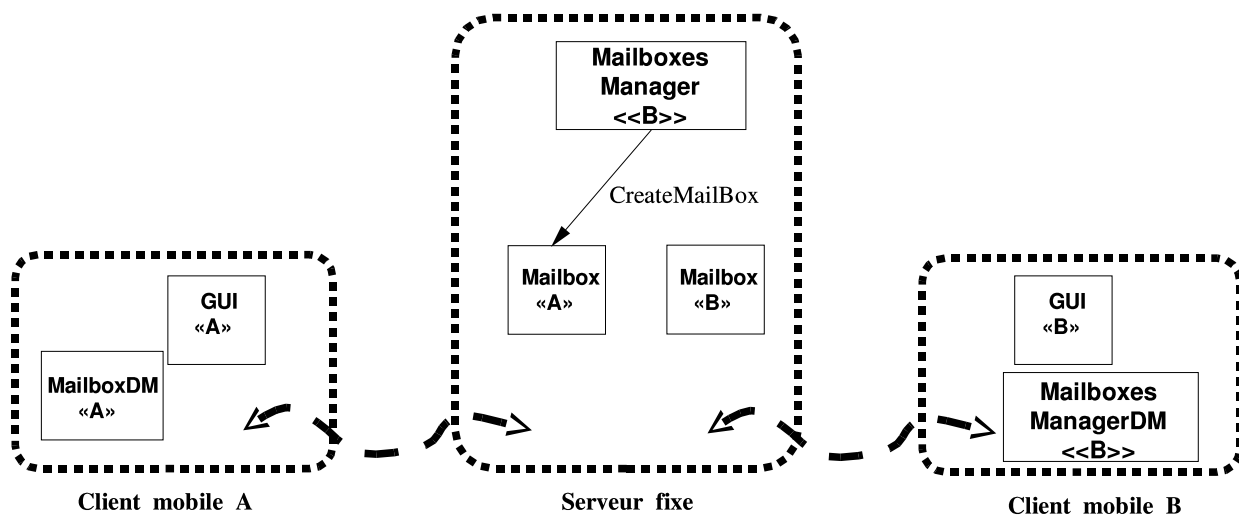 Mailboxes
Manager
<<B>>
CreateMailBox
Mailbox
«A»
Mailbox
«B»
GUI
«A»
MailboxDM
«A»
GUI
«B»
Mailboxes
ManagerDM
<<B>>
Client mobile A
Serveur fixe
Client mobile B